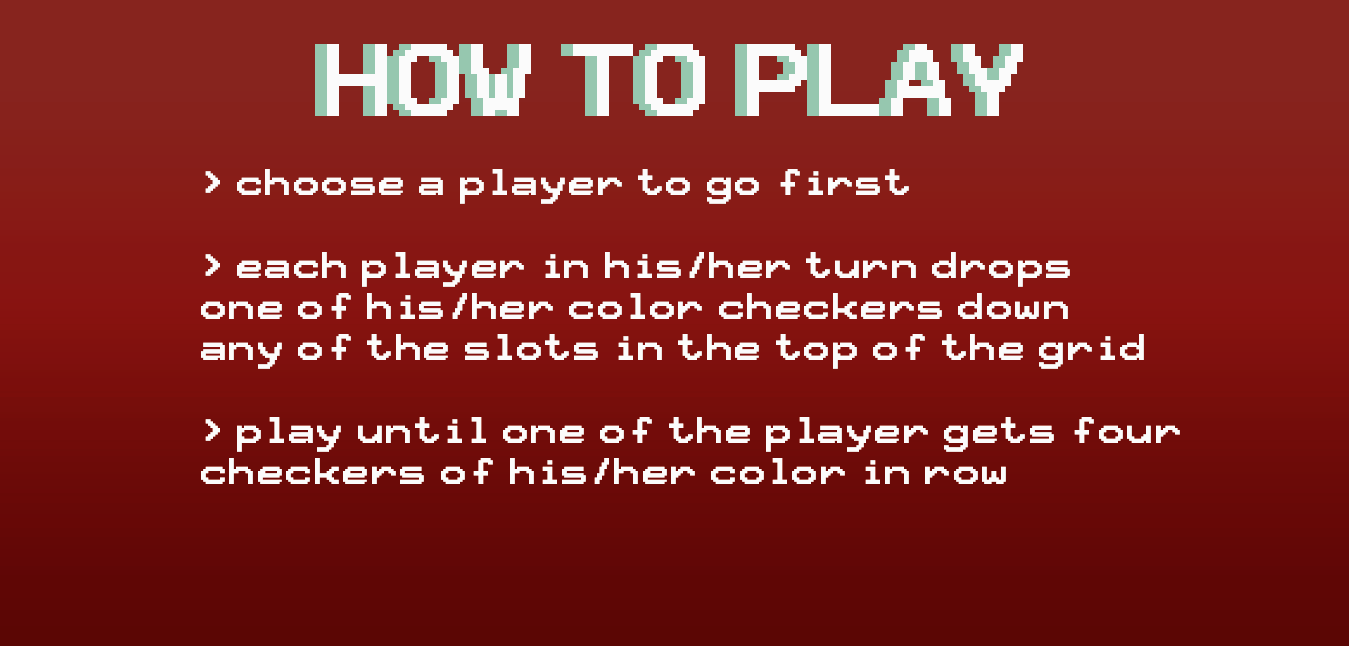 HOW TO PLAY
> choose a player to go first
> each player in his/her turn drops
one of his/her color checkers down
any of the slots in the top of the grid
> play until one of the player gets four
checkers of his/her color in row